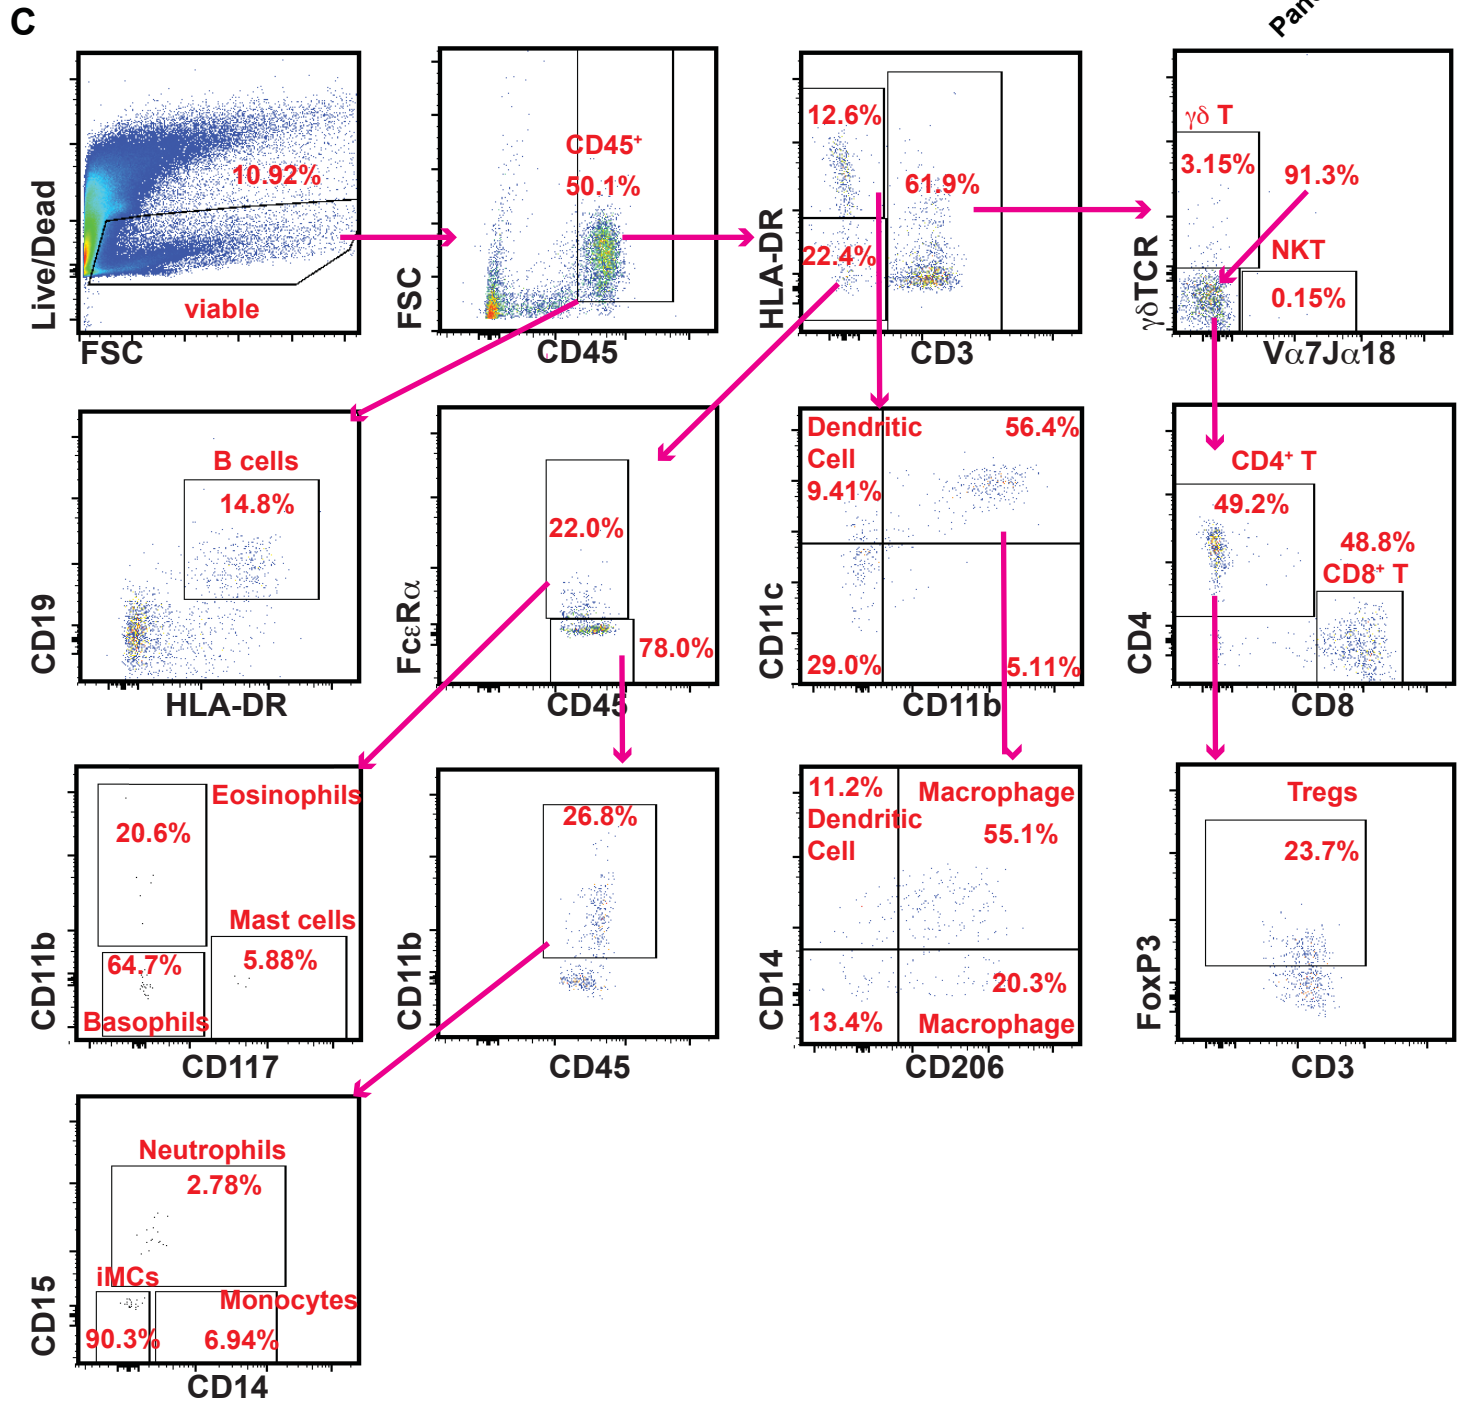 C
Pane
10.92%
viable
Live/Dead
FSC
CD45+
50.1%
FSC
CD45
12.6%
61.9%
22.4%
HLA-DR
CD3
γδ T
3.15%
91.3%
NKT
0.15%
γδTCR
Vα7Jα18
B cells
14.8%
CD19
HLA-DR
22.0%
78.0%
FcεRα
CD45
Dendritic
Cell
9.41%
56.4%
29.0%
5.11%
CD11c
CD11b
CD4+ T
49.2%
48.8%
CD8+ T
CD4
CD8
Eosinophils
20.6%
Mast cells
5.88%
64.7%
Basophils
CD11b
CD117
26.8%
CD11b
CD45
11.2%
Dendritic
Cell
Macrophage
55.1%
20.3%
13.4%
Macrophage
CD14
CD206
Tregs
23.7%
FoxP3
CD3
Neutrophils
2.78%
iMCs
Monocytes
90.3%
6.94%
CD15
CD14